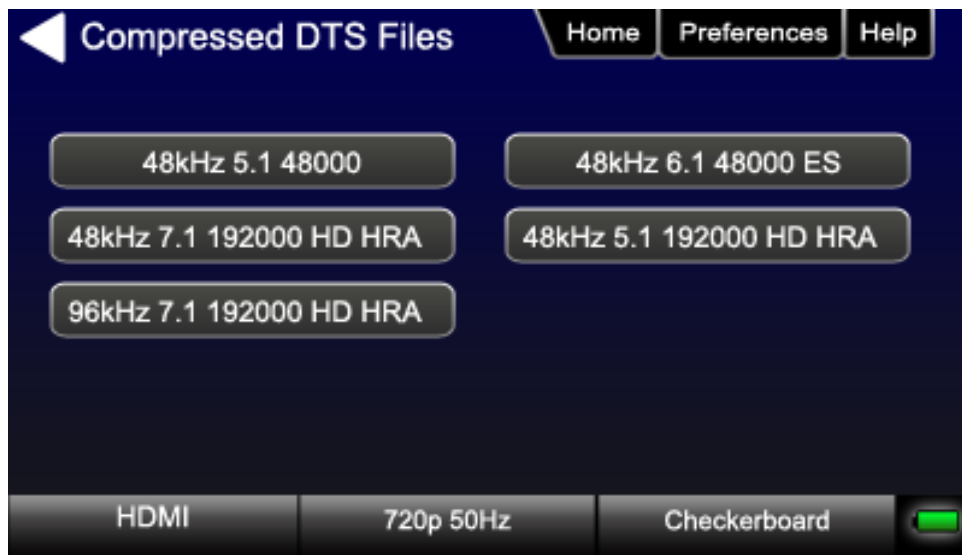 Compressed DTS Files
Home Preferences Help
48kHz 5.1 48000
48kHz 6.1 48000 ES
48kHz 7.1 192000 HD HRA
48kHz 5.1 192000 HD HRA
96kHz 7.1 192000 HD HRA
HDMI
720p 50Hz
Checkerboard